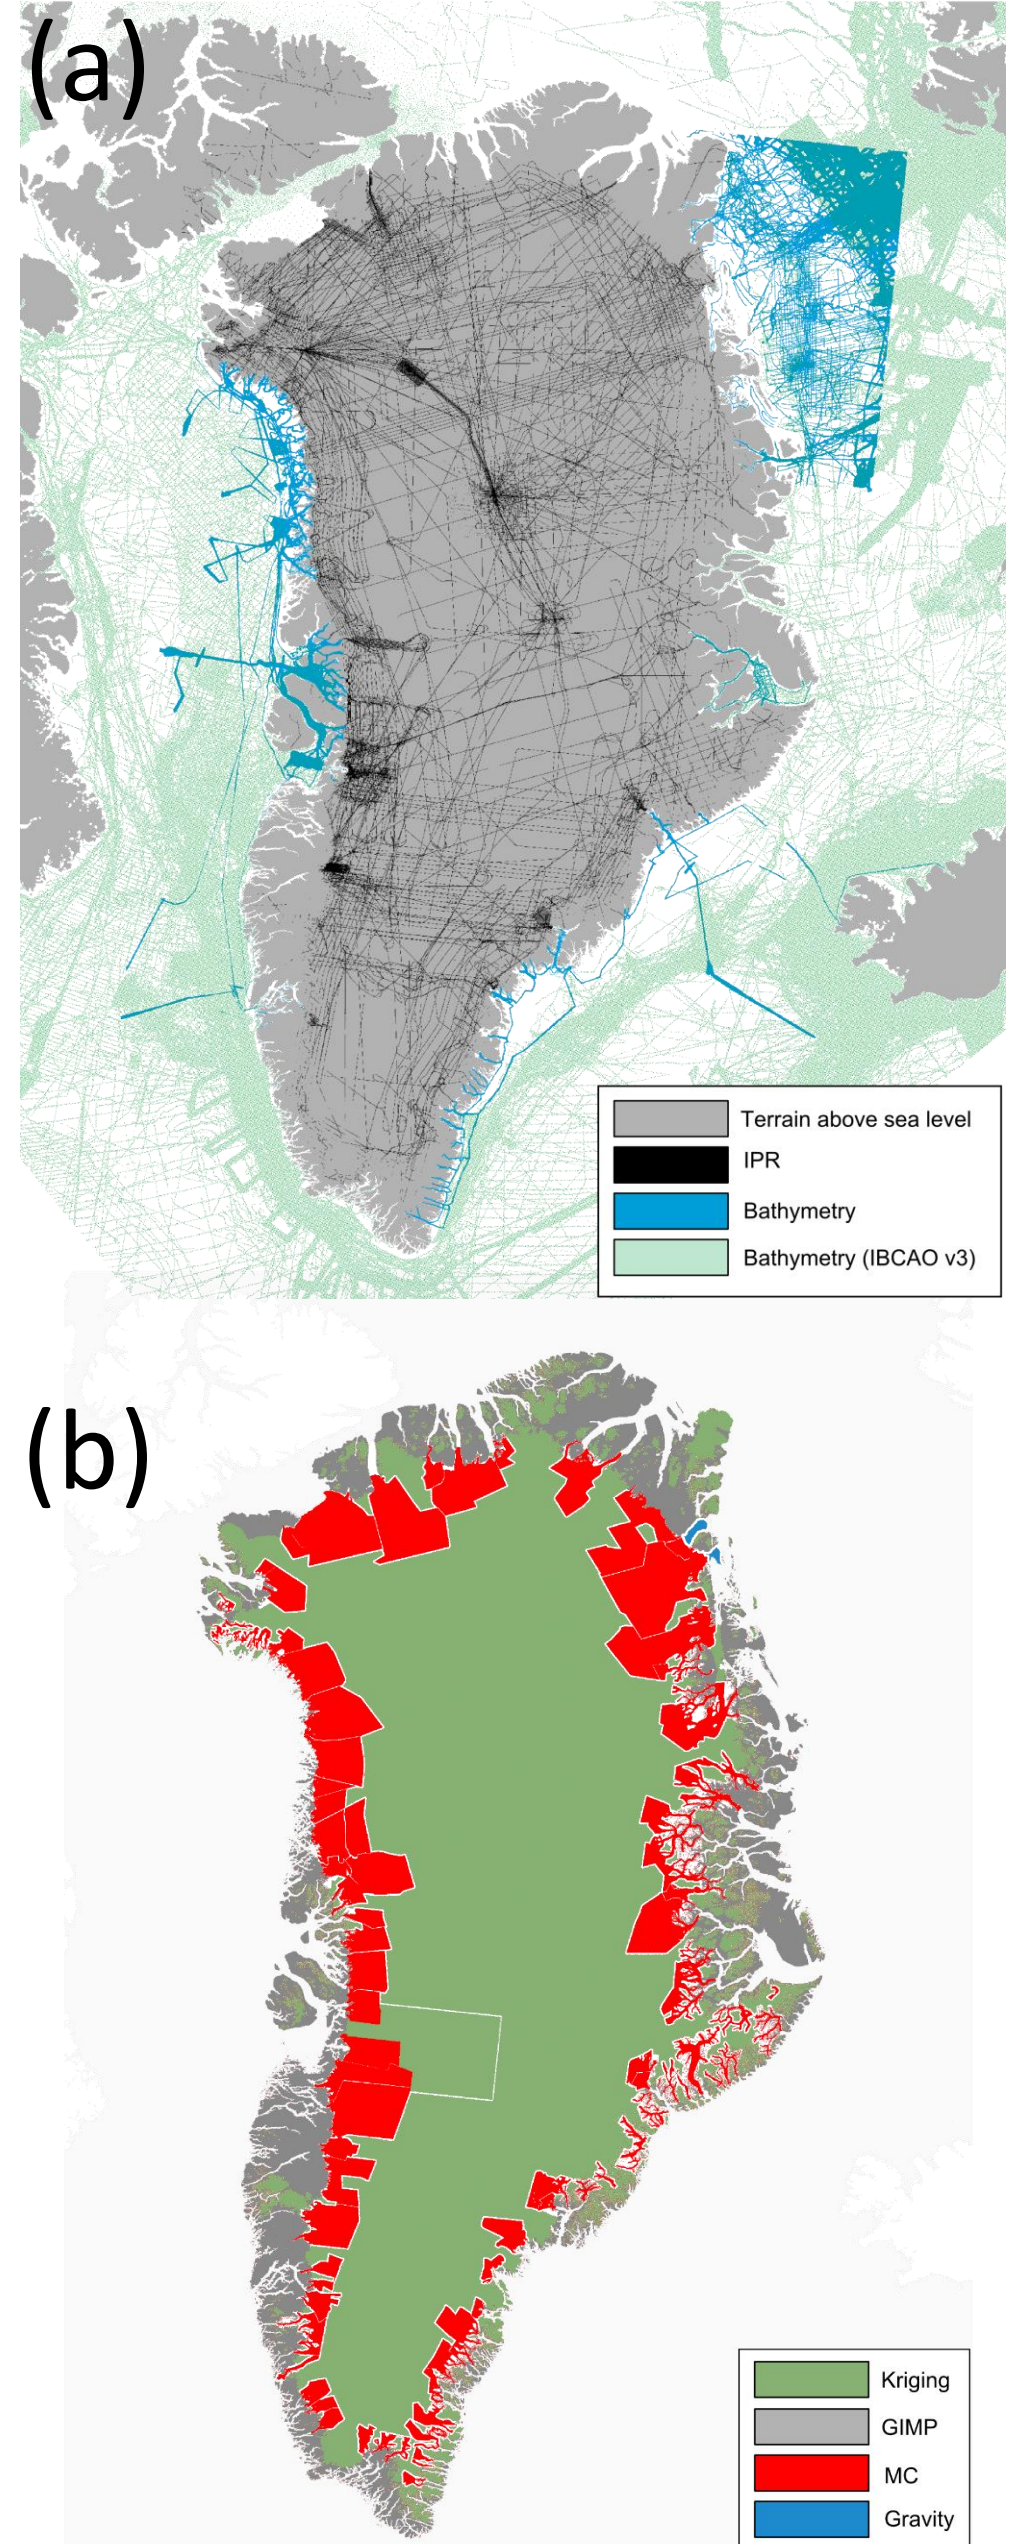 (a)
Terrain above sea level
IPR
Bathymetry
Bathymetry (IBCAO v3)
(b)
Kriging
GIMP
MC
Gravity